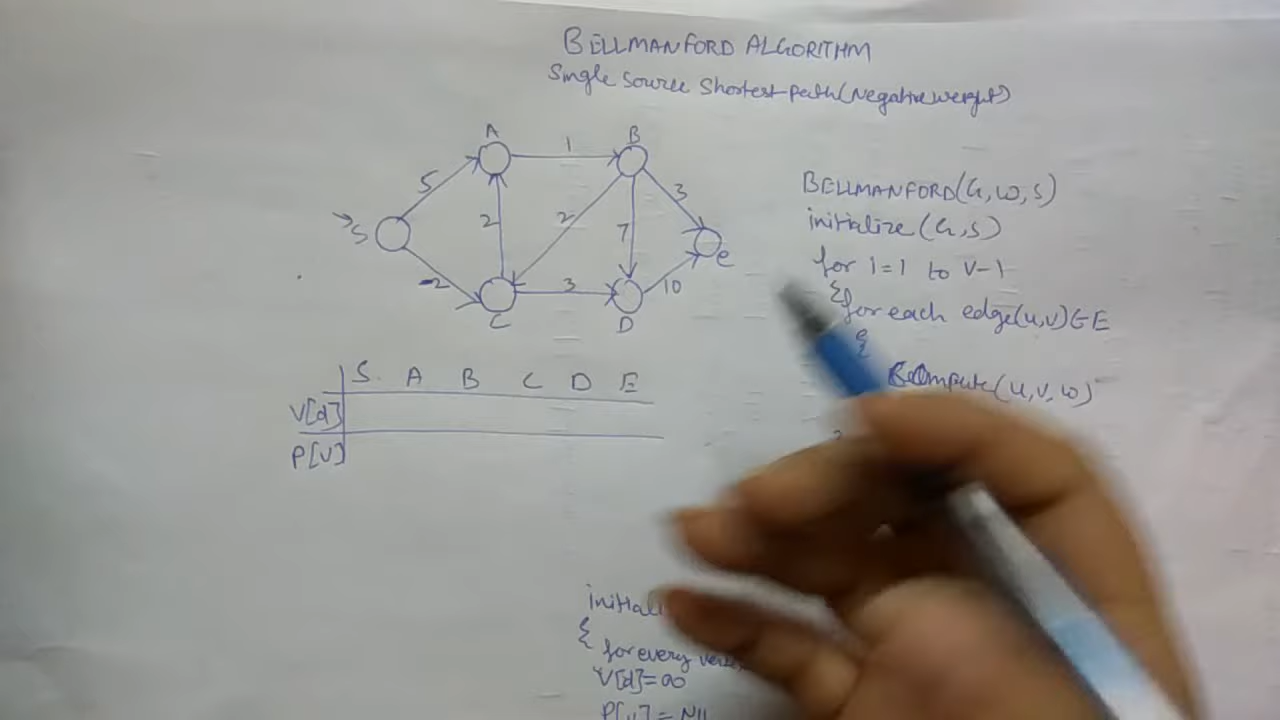 BELLMANFORD ALGORITHM
Single Source Shortest path (Negative weight)
A
1
B
5
3
S
2
2
7
e
-2
3
10
C
D
BELLMANFORD(G, W, S)
initialize (G, S)
for i=1 to V-1
{
for each edge(u,v) ∈ E
{
(u, v, w)
S. A B C D E
V[d]
P[v]
{
for every
V[d]=∞